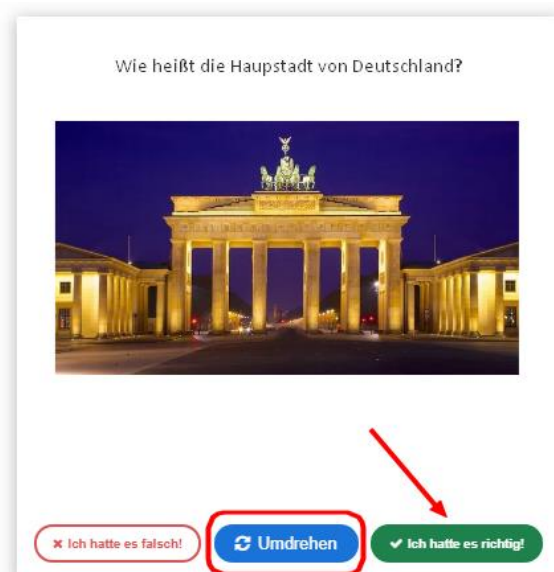 Wie heißt die Haupstadt von Deutschland?
Ich hatte es falsch!
Umdrehen
Ich hatte es richtig!